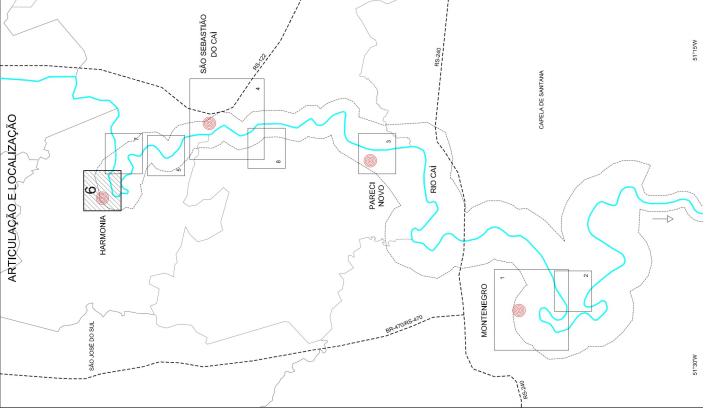 ARTICULAÇÃO E LOCALIZAÇÃO
6
HARMONIA
7
5
SÃO SEBASTIÃO
DO CAÍ
RS-122
4
8
SÃO JOSÉ DO SUL
PARECI
NOVO
3
RIO CAÍ
RS-240
CAPELA DE SANTANA
BR-470/RS-470
MONTENEGRO
1
2
RS-240
51°30'W
51°15'W